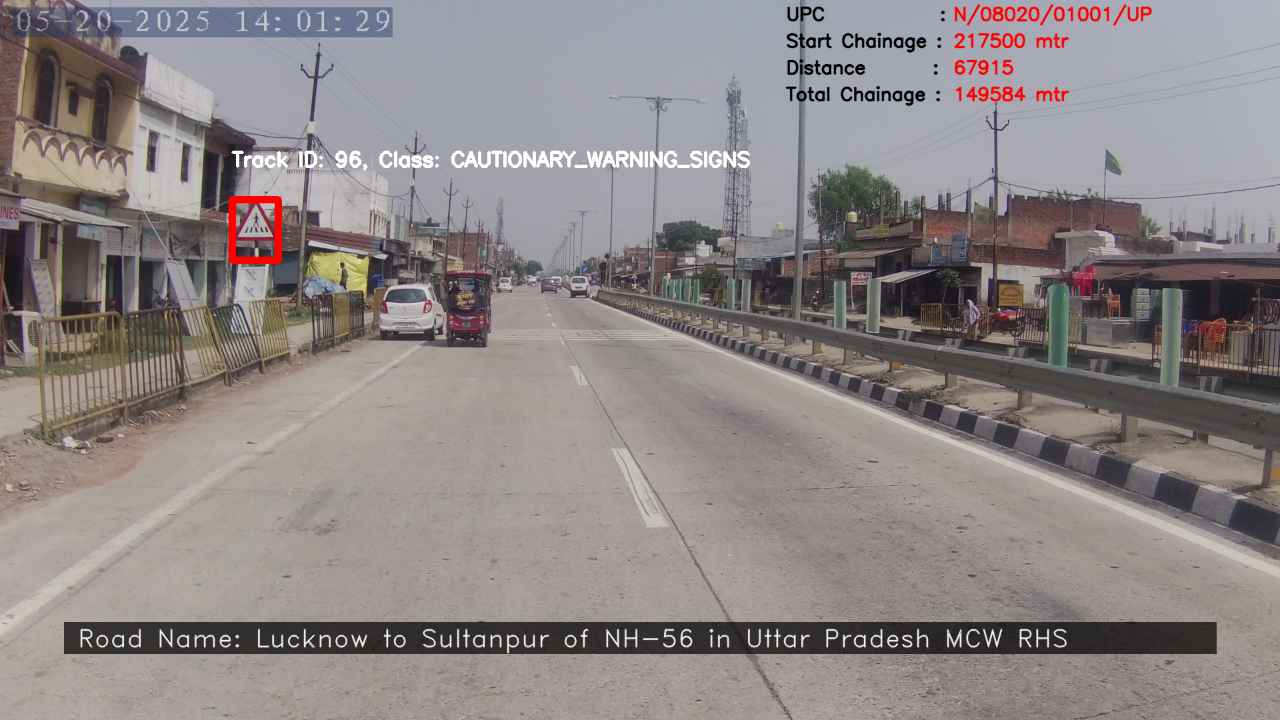 05-20-2025 14:01:29
UPC : N/08020/01001/UP
Start Chainage : 217500 mtr
Distance : 67915
Total Chainage : 149584 mtr
Track ID: 96, Class: CAUTIONARY_WARNING_SIGNS
Road Name: Lucknow to Sultanpur of NH-56 in Uttar Pradesh MCW RHS